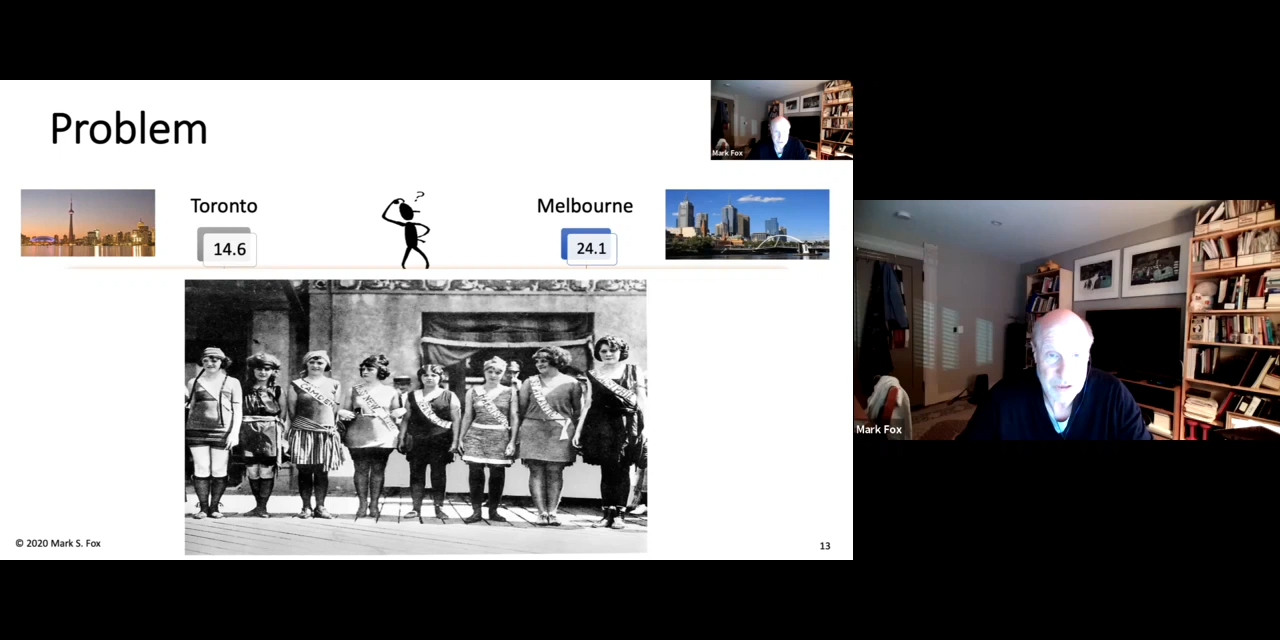 Problem
Mark Fox
Toronto
?
Melbourne
14.6
24.1
Mark Fox
© 2020 Mark S. Fox
13